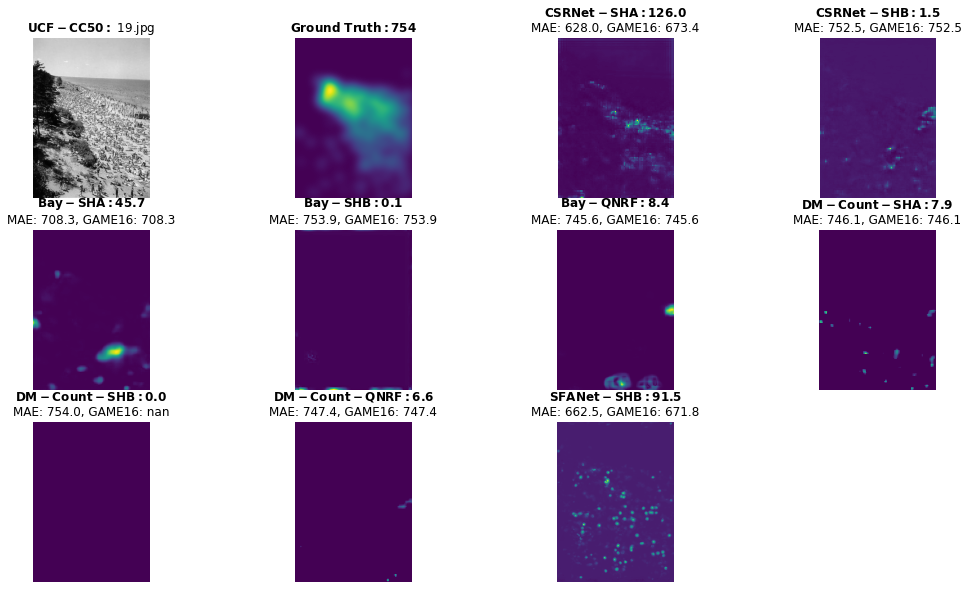 UCF − CC50 : 19.jpg
Ground Truth : 754
CSRNet − SHA : 126.0
MAE: 628.0, GAME16: 673.4
CSRNet − SHB : 1.5
MAE: 752.5, GAME16: 752.5
Bay − SHA : 45.7
MAE: 708.3, GAME16: 708.3
Bay − SHB : 0.1
MAE: 753.9, GAME16: 753.9
Bay − QNRF : 8.4
MAE: 745.6, GAME16: 745.6
DM − Count − SHA : 7.9
MAE: 746.1, GAME16: 746.1
DM − Count − SHB : 0.0
MAE: 754.0, GAME16: nan
DM − Count − QNRF : 6.6
MAE: 747.4, GAME16: 747.4
SFANet − SHB : 91.5
MAE: 662.5, GAME16: 671.8